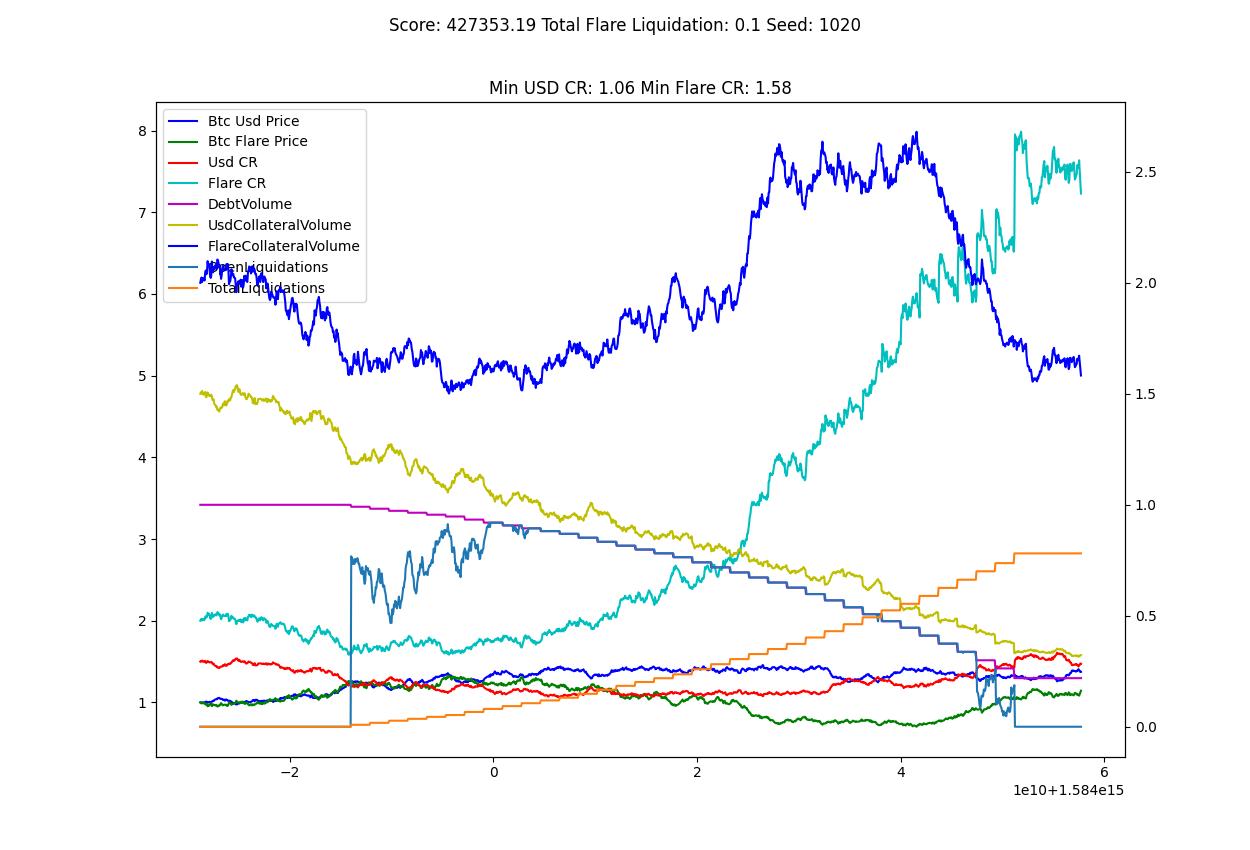 Score: 427353.19 Total Flare Liquidation: 0.1 Seed: 1020
Min USD CR: 1.06 Min Flare CR: 1.58
Btc Usd Price
Btc Flare Price
Usd CR
Flare CR
DebtVolume
UsdCollateralVolume
FlareCollateralVolume
OpenLiquidations
TotalLiquidations
8
7
6
5
4
3
2
1
2.5
2.0
1.5
1.0
0.5
0.0
−2
0
2
4
6
1e10+1.584e15